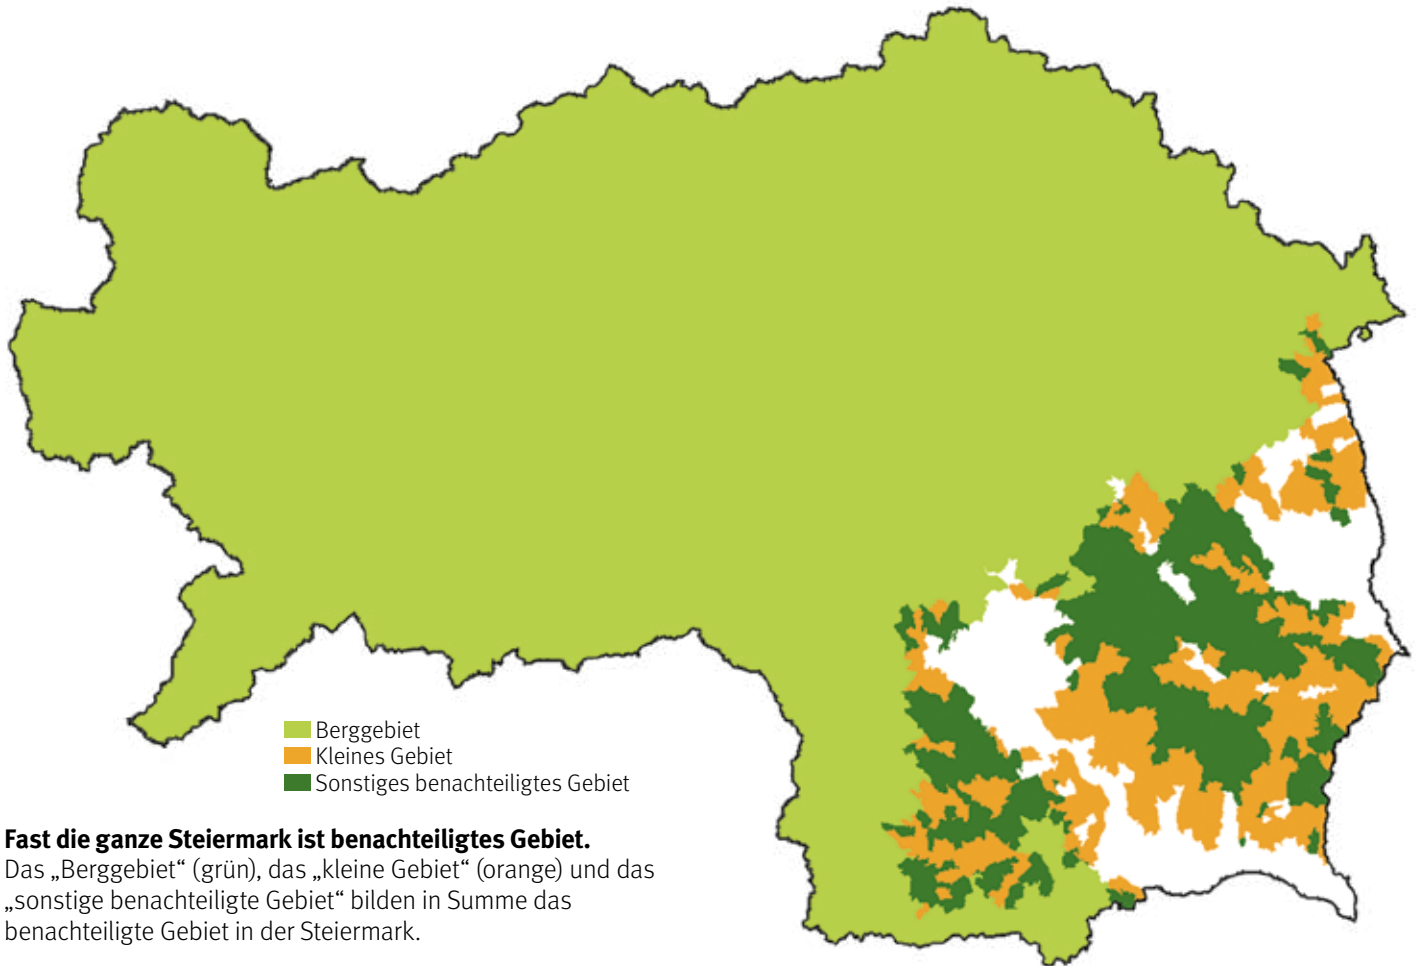 Berggebiet
Kleines Gebiet
Sonstiges benachteiligtes Gebiet
Fast die ganze Steiermark ist benachteiligtes Gebiet.
Das „Berggebiet“ (grün), das „kleine Gebiet“ (orange) und das
„sonstige benachteiligte Gebiet“ bilden in Summe das
benachteiligte Gebiet in der Steiermark.